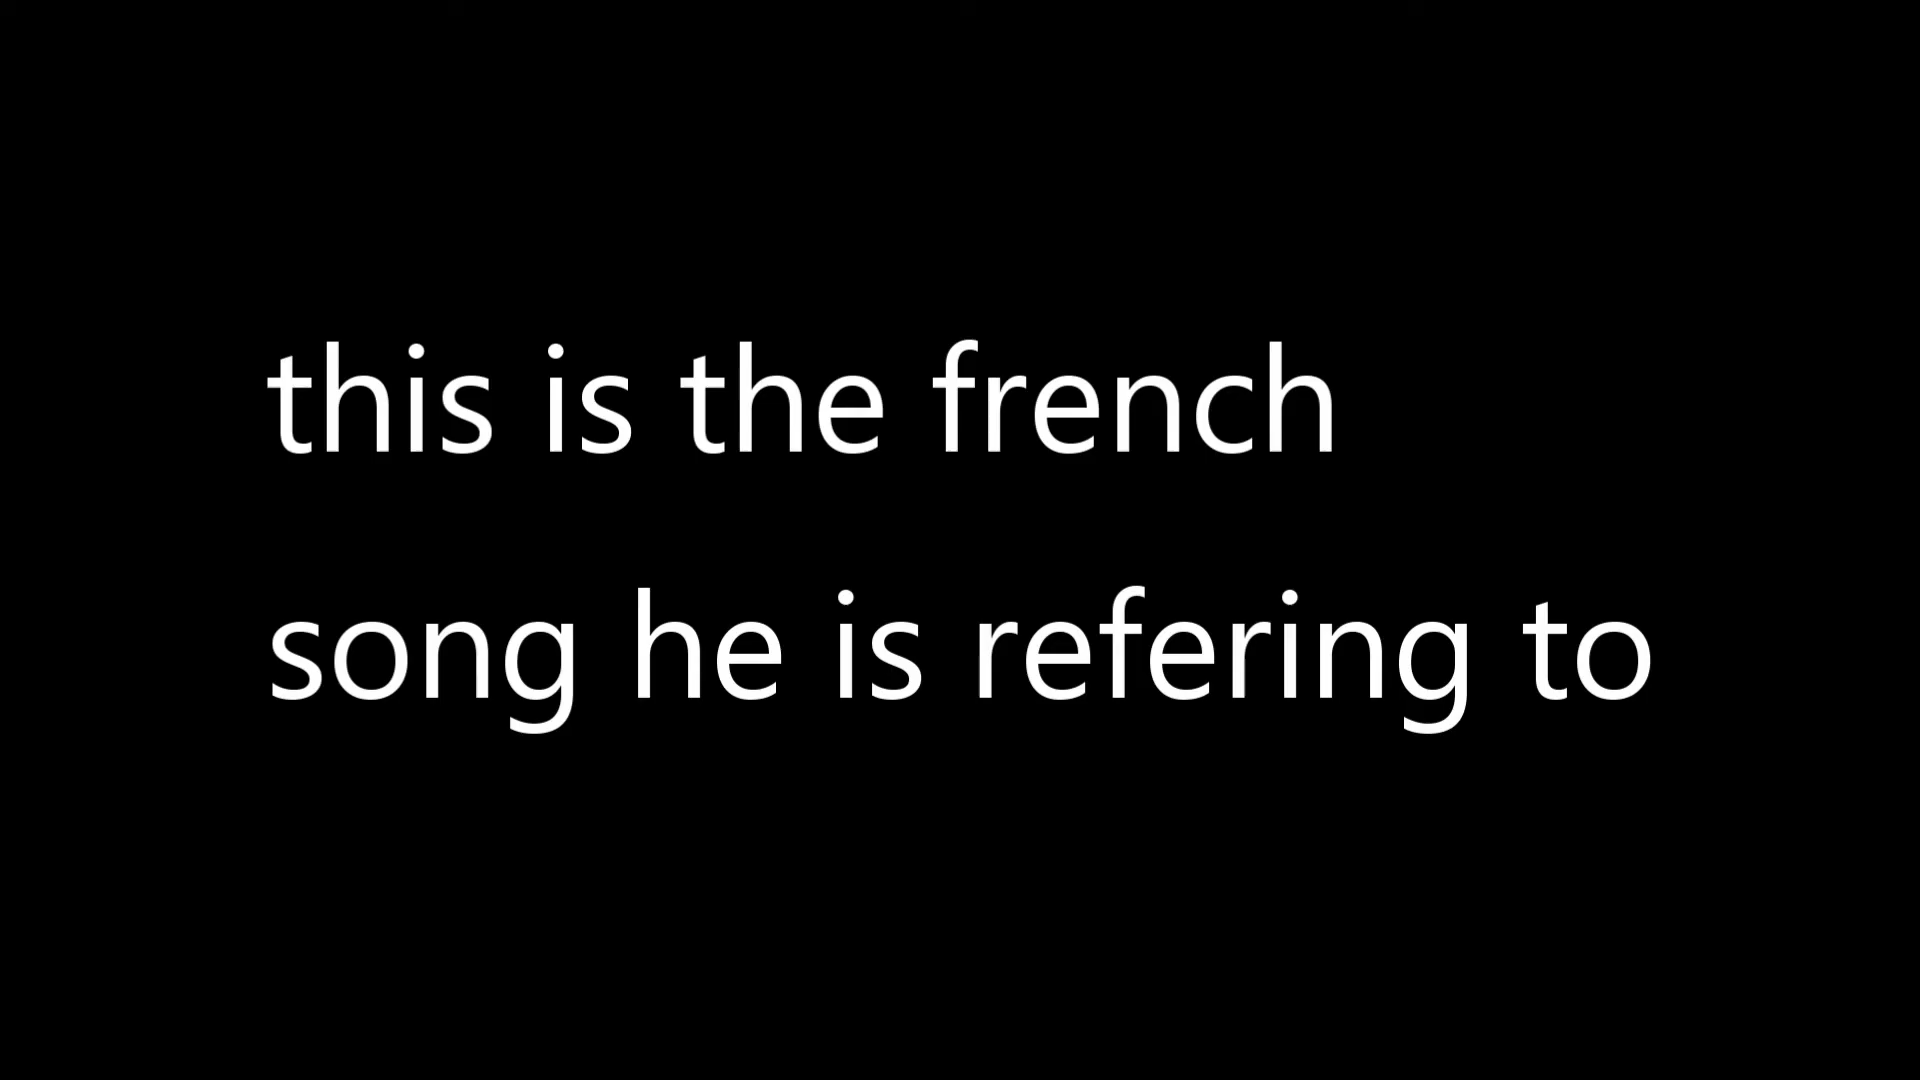 this is the french
song he is refering to